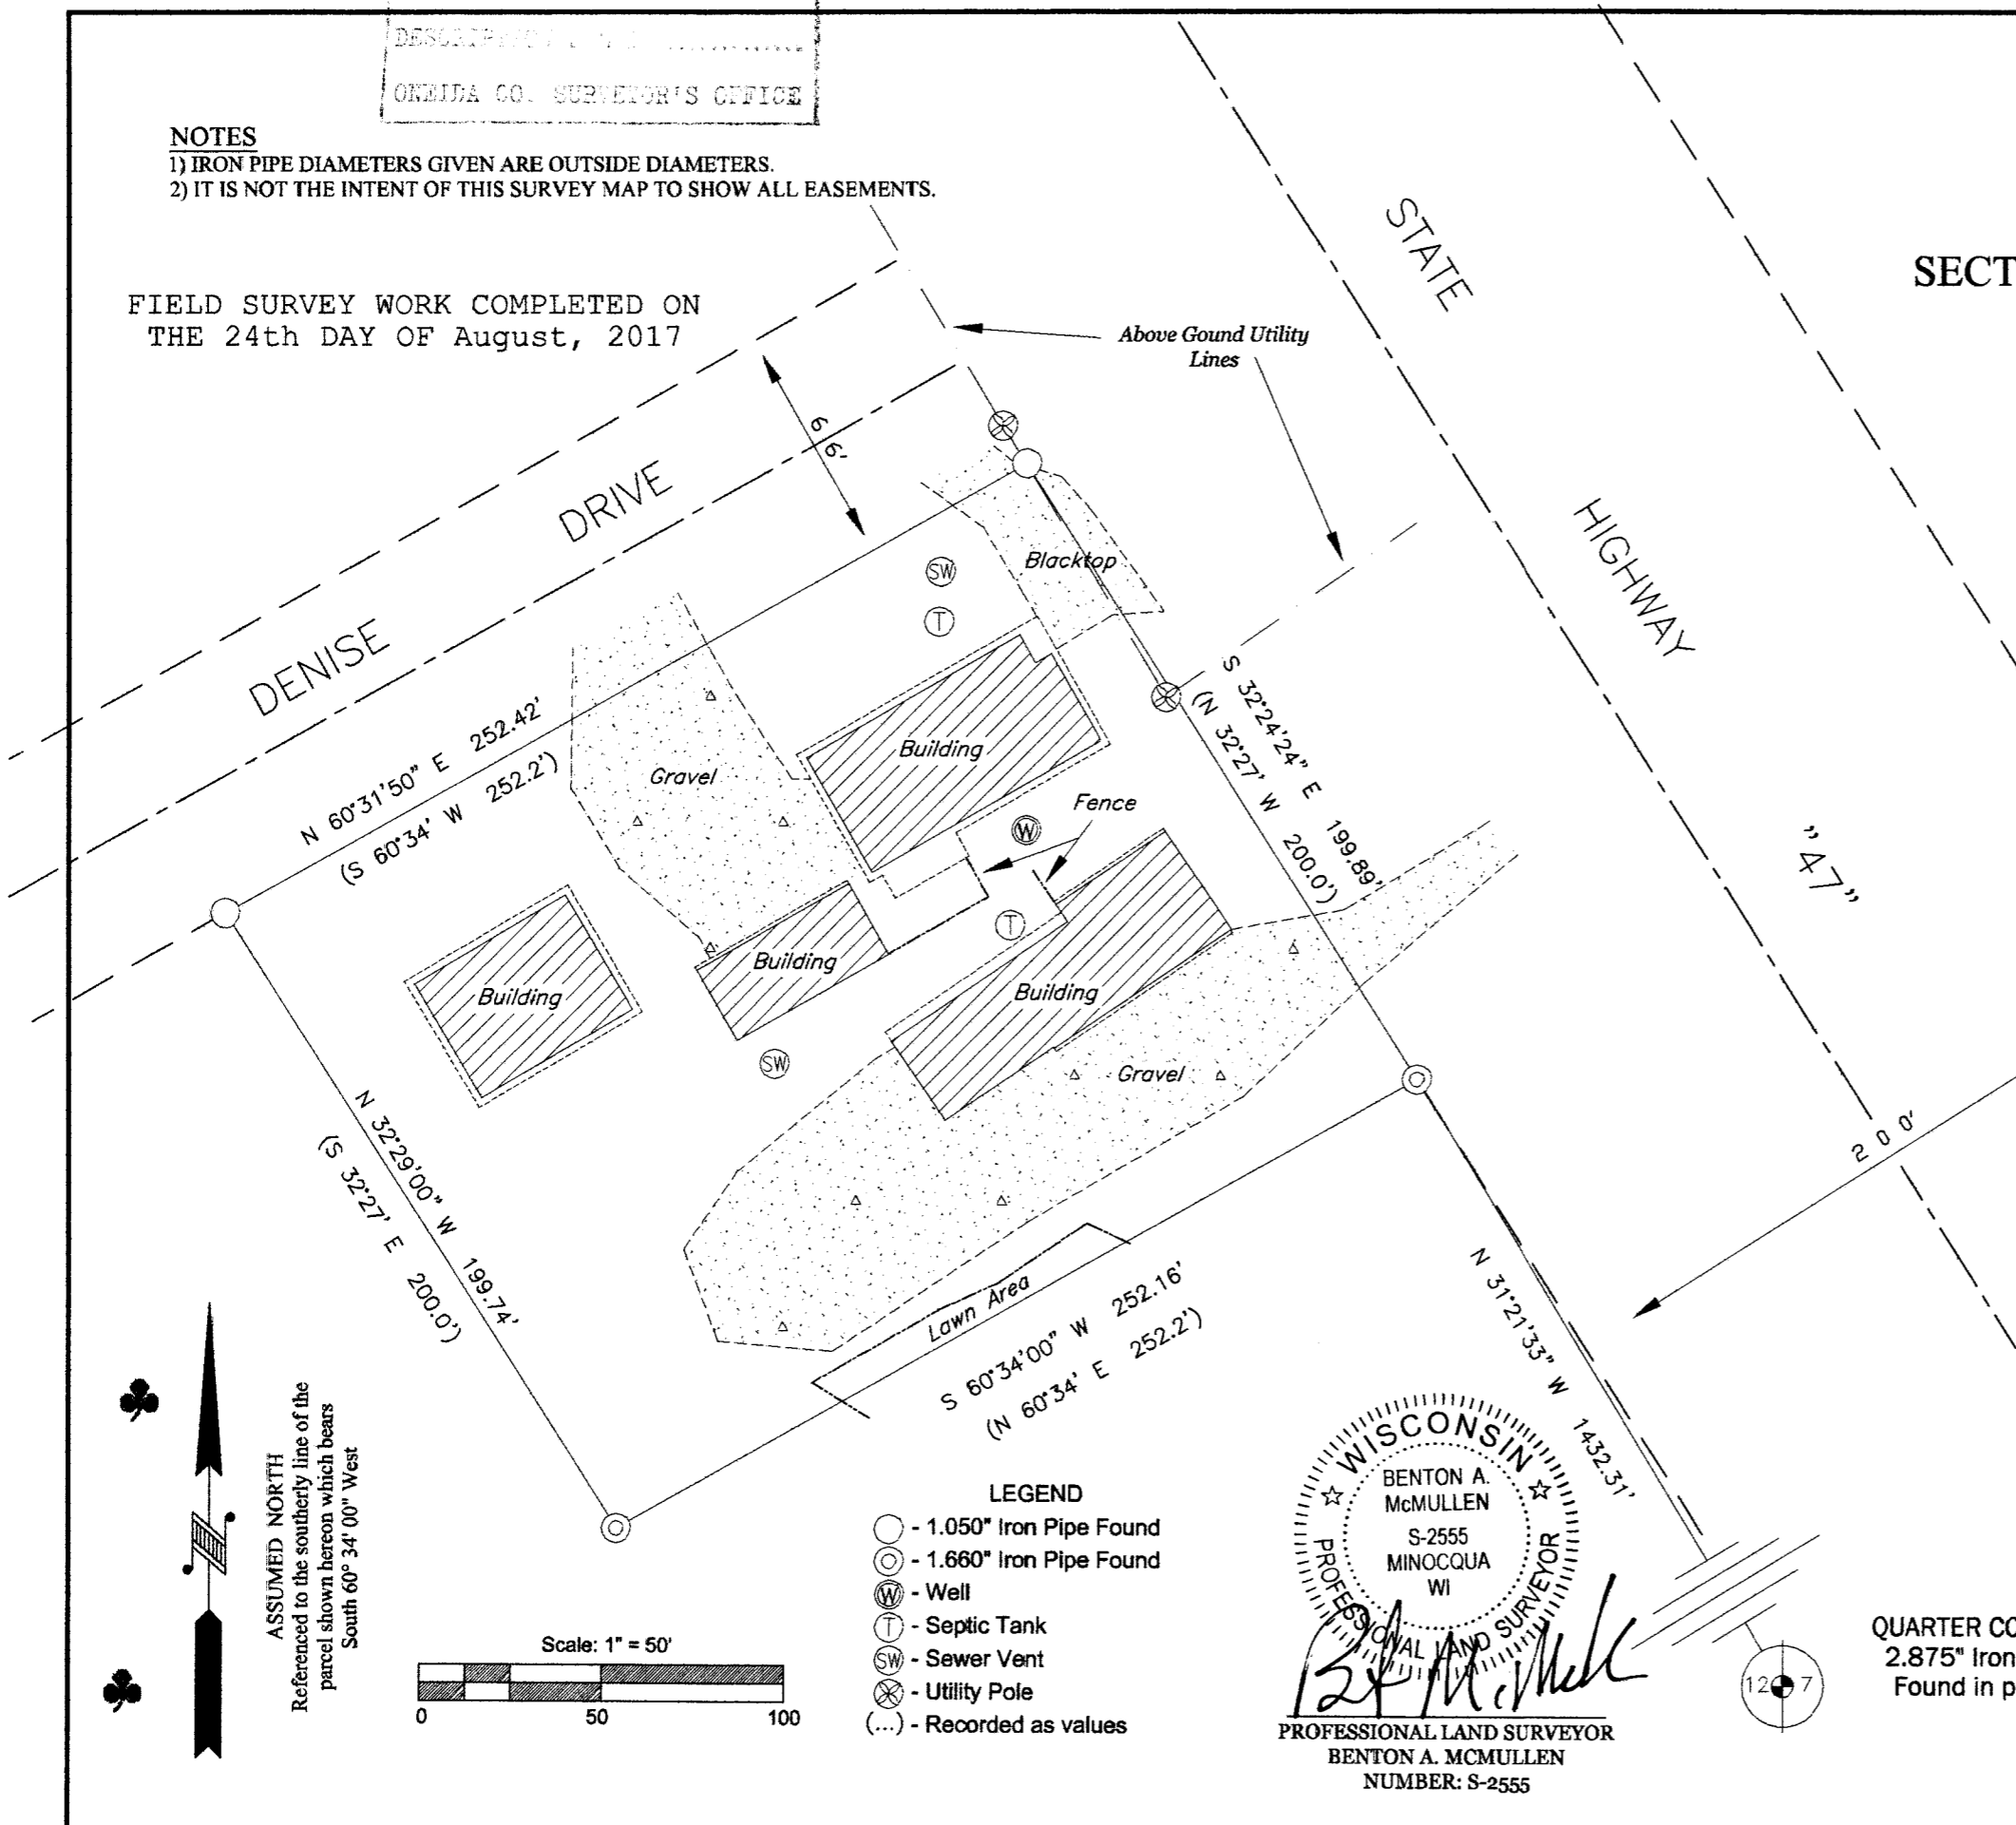 ONEIDA CO. SURVEYOR'S OFFICE
NOTES
1) IRON PIPE DIAMETERS GIVEN ARE OUTSIDE DIAMETERS.
2) IT IS NOT THE INTENT OF THIS SURVEY MAP TO SHOW ALL EASEMENTS.
FIELD SURVEY WORK COMPLETED ON
THE 24th DAY OF August, 2017
STATE
HIGHWAY
"47"
SECT
Above Gound Utility
Lines
66'
DENISE DRIVE
Blacktop
SW
T
N 60°31'50" E 252.42'
(S 60°34' W 252.2')
S 32°24'24" E 199.89'
(N 32°27' W 200.0')
Gravel
Building
Fence
W
T
Building
Building
Building
SW
Gravel
200'
N 32°29'00" W 199.74'
(S 32°27' E 200.0')
Lawn Area
S 60°34'00" W 252.16'
(N 60°34' E 252.2')
N 31°21'33" W 1432.31'
ASSUMED NORTH
Referenced to the southerly line of the
parcel shown hereon which bears
South 60° 34' 00" West
Scale: 1" = 50'
0 50 100
LEGEND
- 1.050" Iron Pipe Found
- 1.660" Iron Pipe Found
W - Well
T - Septic Tank
SW - Sewer Vent
- Utility Pole
(...) - Recorded as values
WISCONSIN
BENTON A.
McMULLEN
S-2555
MINOCQUA
WI
PROFESSIONAL LAND SURVEYOR
PROFESSIONAL LAND SURVEYOR
BENTON A. MCMULLEN
NUMBER: S-2555
12 7
QUARTER CO
2.875" Iron
Found in p